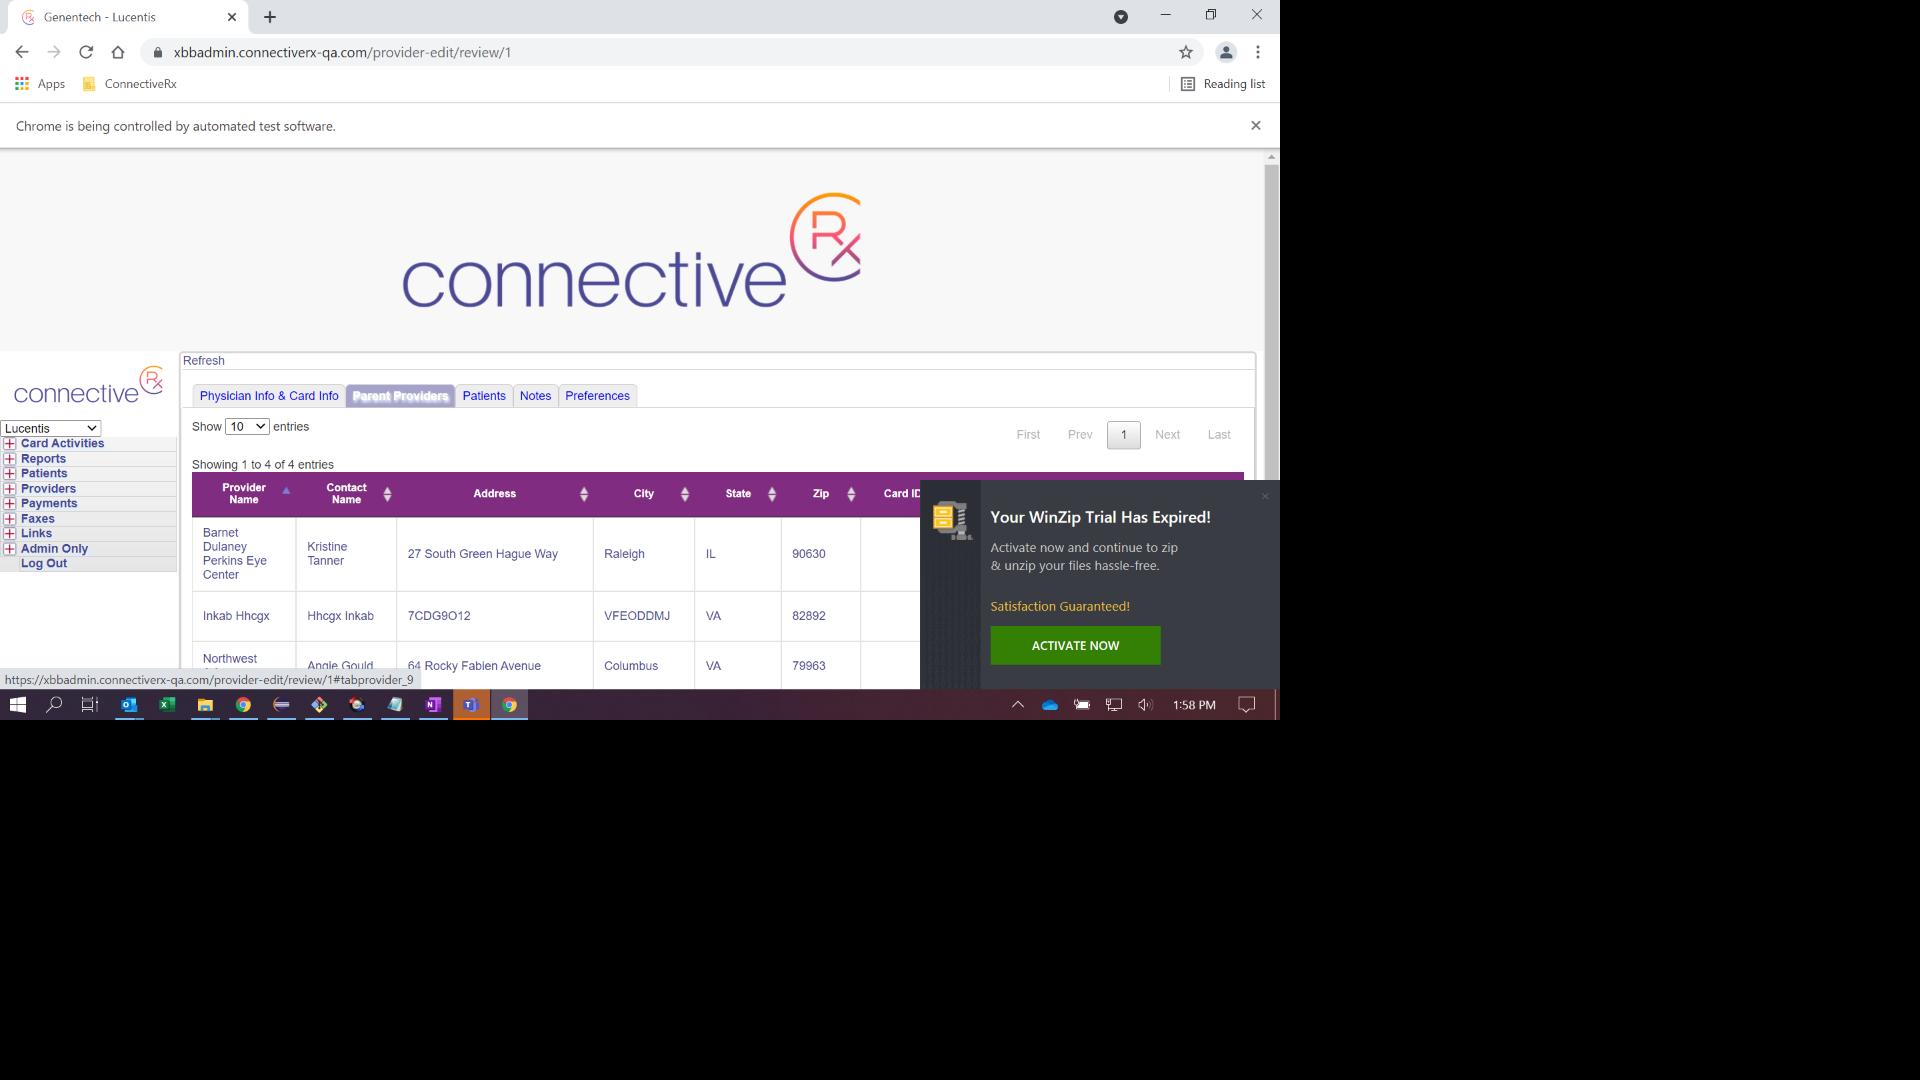 Genentech - Lucentis
xbbadmin.connectiverx-qa.com/provider-edit/review/1
Apps
ConnectiveRx
Reading list
Chrome is being controlled by automated test software.
connective Rx
connective Rx
Lucentis
Card Activities
Reports
Patients
Providers
Payments
Faxes
Links
Admin Only
Log Out
Refresh
Physician Info & Card Info Parent Providers Patients Notes Preferences
Show 10 entries
First Prev 1 Next Last
Showing 1 to 4 of 4 entries
Provider Name Contact Name Address City State Zip Card ID
Barnet
Dulaney
Perkins Eye
Center
Kristine
Tanner
27 South Green Hague Way
Raleigh
IL
90630
Inkab Hhcgx Hhcgx Inkab 7CDG9O12 VFEODDMJ VA 82892
Northwest
Angie Gould 64 Rocky Fabien Avenue Columbus VA 79963
Your WinZip Trial Has Expired!
Activate now and continue to zip
& unzip your files hassle-free.
Satisfaction Guaranteed!
ACTIVATE NOW
https://xbbadmin.connectiverx-qa.com/provider-edit/review/1#tabprovider_9
1:58 PM